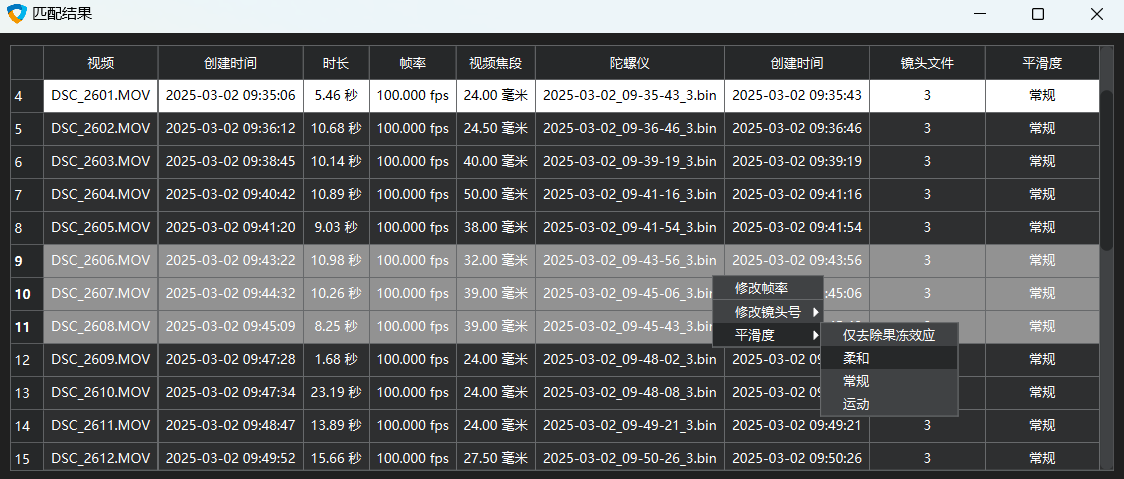 匹配结果
视频 创建时间 时长 帧率 视频焦段 陀螺仪 创建时间 镜头文件 平滑度
4 DSC_2601.MOV 2025-03-02 09:35:06 5.46 秒 100.000 fps 24.00 毫米 2025-03-02_09-35-43_3.bin 2025-03-02 09:35:43 3 常规
5 DSC_2602.MOV 2025-03-02 09:36:12 10.68 秒 100.000 fps 24.50 毫米 2025-03-02_09-36-46_3.bin 2025-03-02 09:36:46 3 常规
6 DSC_2603.MOV 2025-03-02 09:38:45 10.14 秒 100.000 fps 40.00 毫米 2025-03-02_09-39-19_3.bin 2025-03-02 09:39:19 3 常规
7 DSC_2604.MOV 2025-03-02 09:40:42 10.89 秒 100.000 fps 50.00 毫米 2025-03-02_09-41-16_3.bin 2025-03-02 09:41:16 3 常规
8 DSC_2605.MOV 2025-03-02 09:41:20 9.03 秒 100.000 fps 38.00 毫米 2025-03-02_09-41-54_3.bin 2025-03-02 09:41:54 3 常规
9 DSC_2606.MOV 2025-03-02 09:43:22 10.98 秒 100.000 fps 32.00 毫米 2025-03-02_09-43-56_3.bin 2025-03-02 09:43:56 3 常规
10 DSC_2607.MOV 2025-03-02 09:44:32 10.26 秒 100.000 fps 39.00 毫米 2025-03-02_09-45-06_3.bin :45:06 3 常规
11 DSC_2608.MOV 2025-03-02 09:45:09 8.25 秒 100.000 fps 39.00 毫米 2025-03-02_09-45-43_3.bin
12 DSC_2609.MOV 2025-03-02 09:47:28 1.68 秒 100.000 fps 24.00 毫米 2025-03-02_09-48-02_3.bin 2025-03-02 09 常规
13 DSC_2610.MOV 2025-03-02 09:47:34 23.19 秒 100.000 fps 24.00 毫米 2025-03-02_09-48-08_3.bin 2025-03-02 09 常规
14 DSC_2611.MOV 2025-03-02 09:48:47 13.89 秒 100.000 fps 24.00 毫米 2025-03-02_09-49-21_3.bin 2025-03-02 09:49:21 3 常规
15 DSC_2612.MOV 2025-03-02 09:49:52 15.66 秒 100.000 fps 27.50 毫米 2025-03-02_09-50-26_3.bin 2025-03-02 09:50:26 3 常规
修改帧率
修改镜头号
平滑度
仅去除果冻效应
柔和
常规
运动